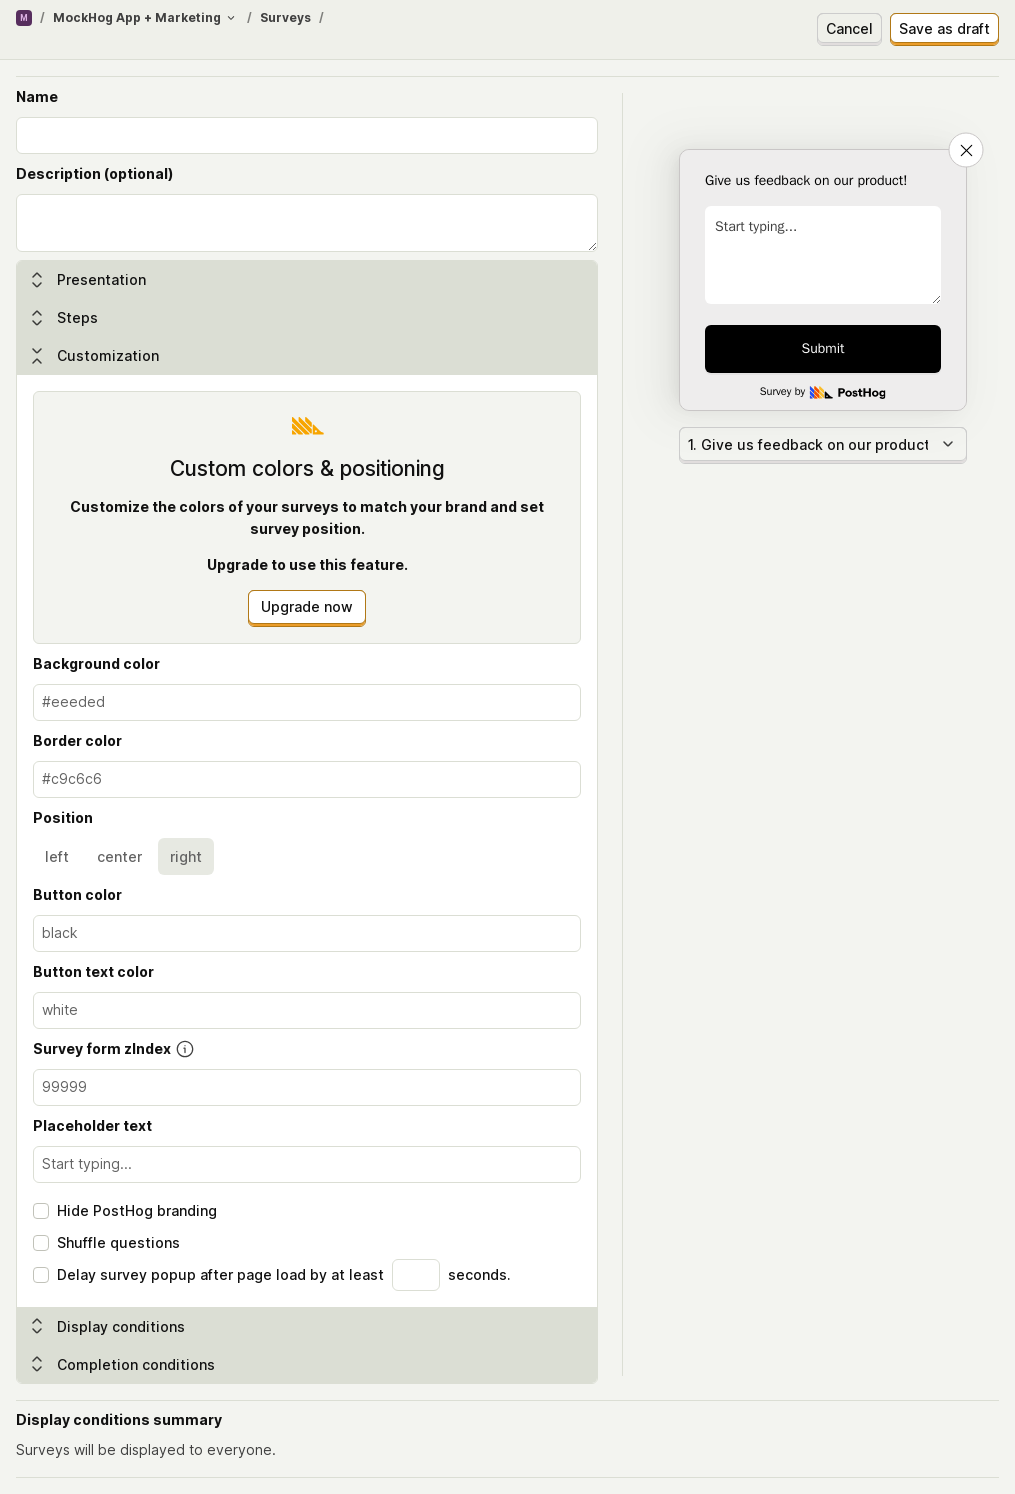 M / MockHog App + Marketing / Surveys /
Cancel
Save as draft
Name
Description (optional)
Presentation
Steps
Customization
Custom colors & positioning
Customize the colors of your surveys to match your brand and set
survey position.
Upgrade to use this feature.
Upgrade now
Background color
#eeeded
Border color
#c9c6c6
Position
left center right
Button color
black
Button text color
white
Survey form zIndex
99999
Placeholder text
Start typing...
Hide PostHog branding
Shuffle questions
Delay survey popup after page load by at least seconds.
Display conditions
Completion conditions
Give us feedback on our product!
Start typing...
Submit
Survey by PostHog
1. Give us feedback on our product
Display conditions summary
Surveys will be displayed to everyone.